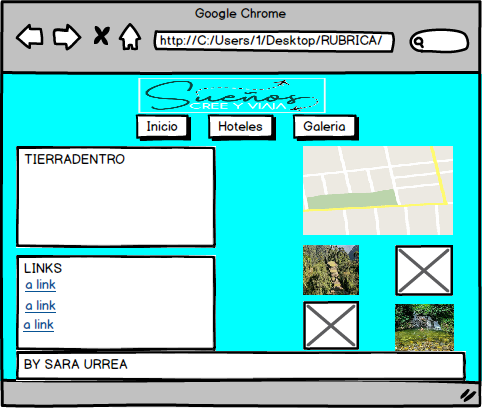 Google Chrome
http://C:/Users/1/Desktop/RUBRICA/
Sueños
CREE Y VIAJA
Inicio Hoteles Galeria
TIERRADENTRO
LINKS
a link
a link
a link
BY SARA URREA